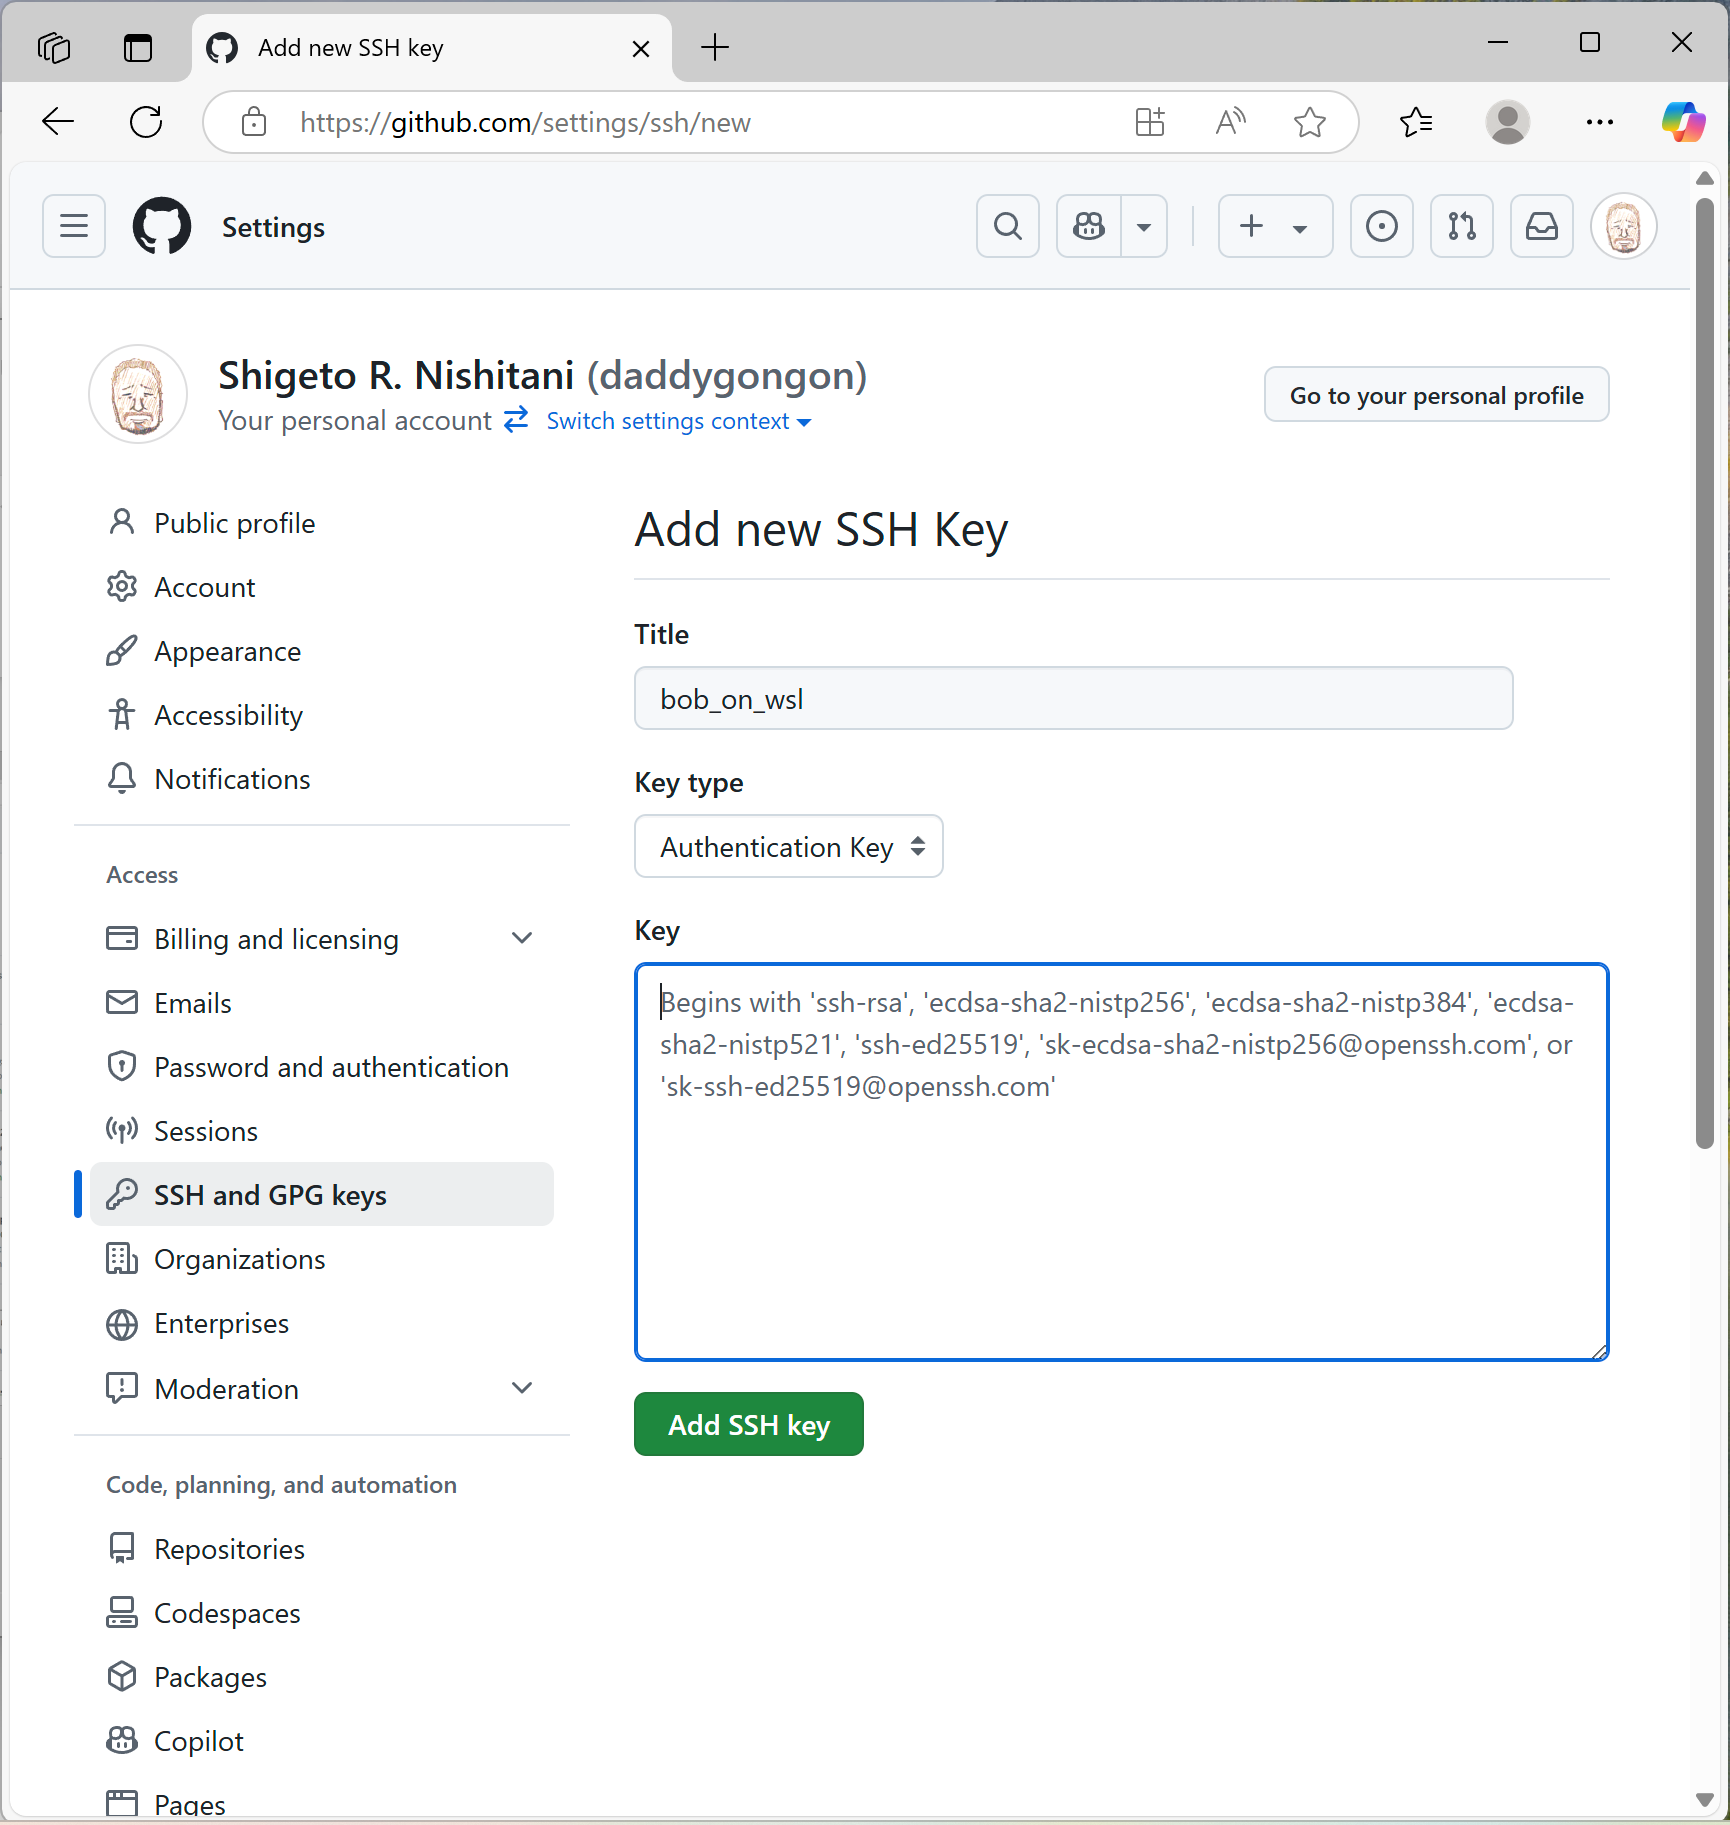 Add new SSH key
https://github.com/settings/ssh/new
Settings
Shigeto R. Nishitani (daddygongon)
Your personal account Switch settings context
Go to your personal profile
Public profile
Account
Appearance
Accessibility
Notifications
Access
Billing and licensing
Emails
Password and authentication
Sessions
SSH and GPG keys
Organizations
Enterprises
Moderation
Code, planning, and automation
Repositories
Codespaces
Packages
Copilot
Pages
Add new SSH Key
Title
bob_on_wsl
Key type
Authentication Key
Key
Begins with 'ssh-rsa', 'ecdsa-sha2-nistp256', 'ecdsa-sha2-nistp384', 'ecdsa-
sha2-nistp521', 'ssh-ed25519', 'sk-ecdsa-sha2-nistp256@openssh.com', or
'sk-ssh-ed25519@openssh.com'
Add SSH key